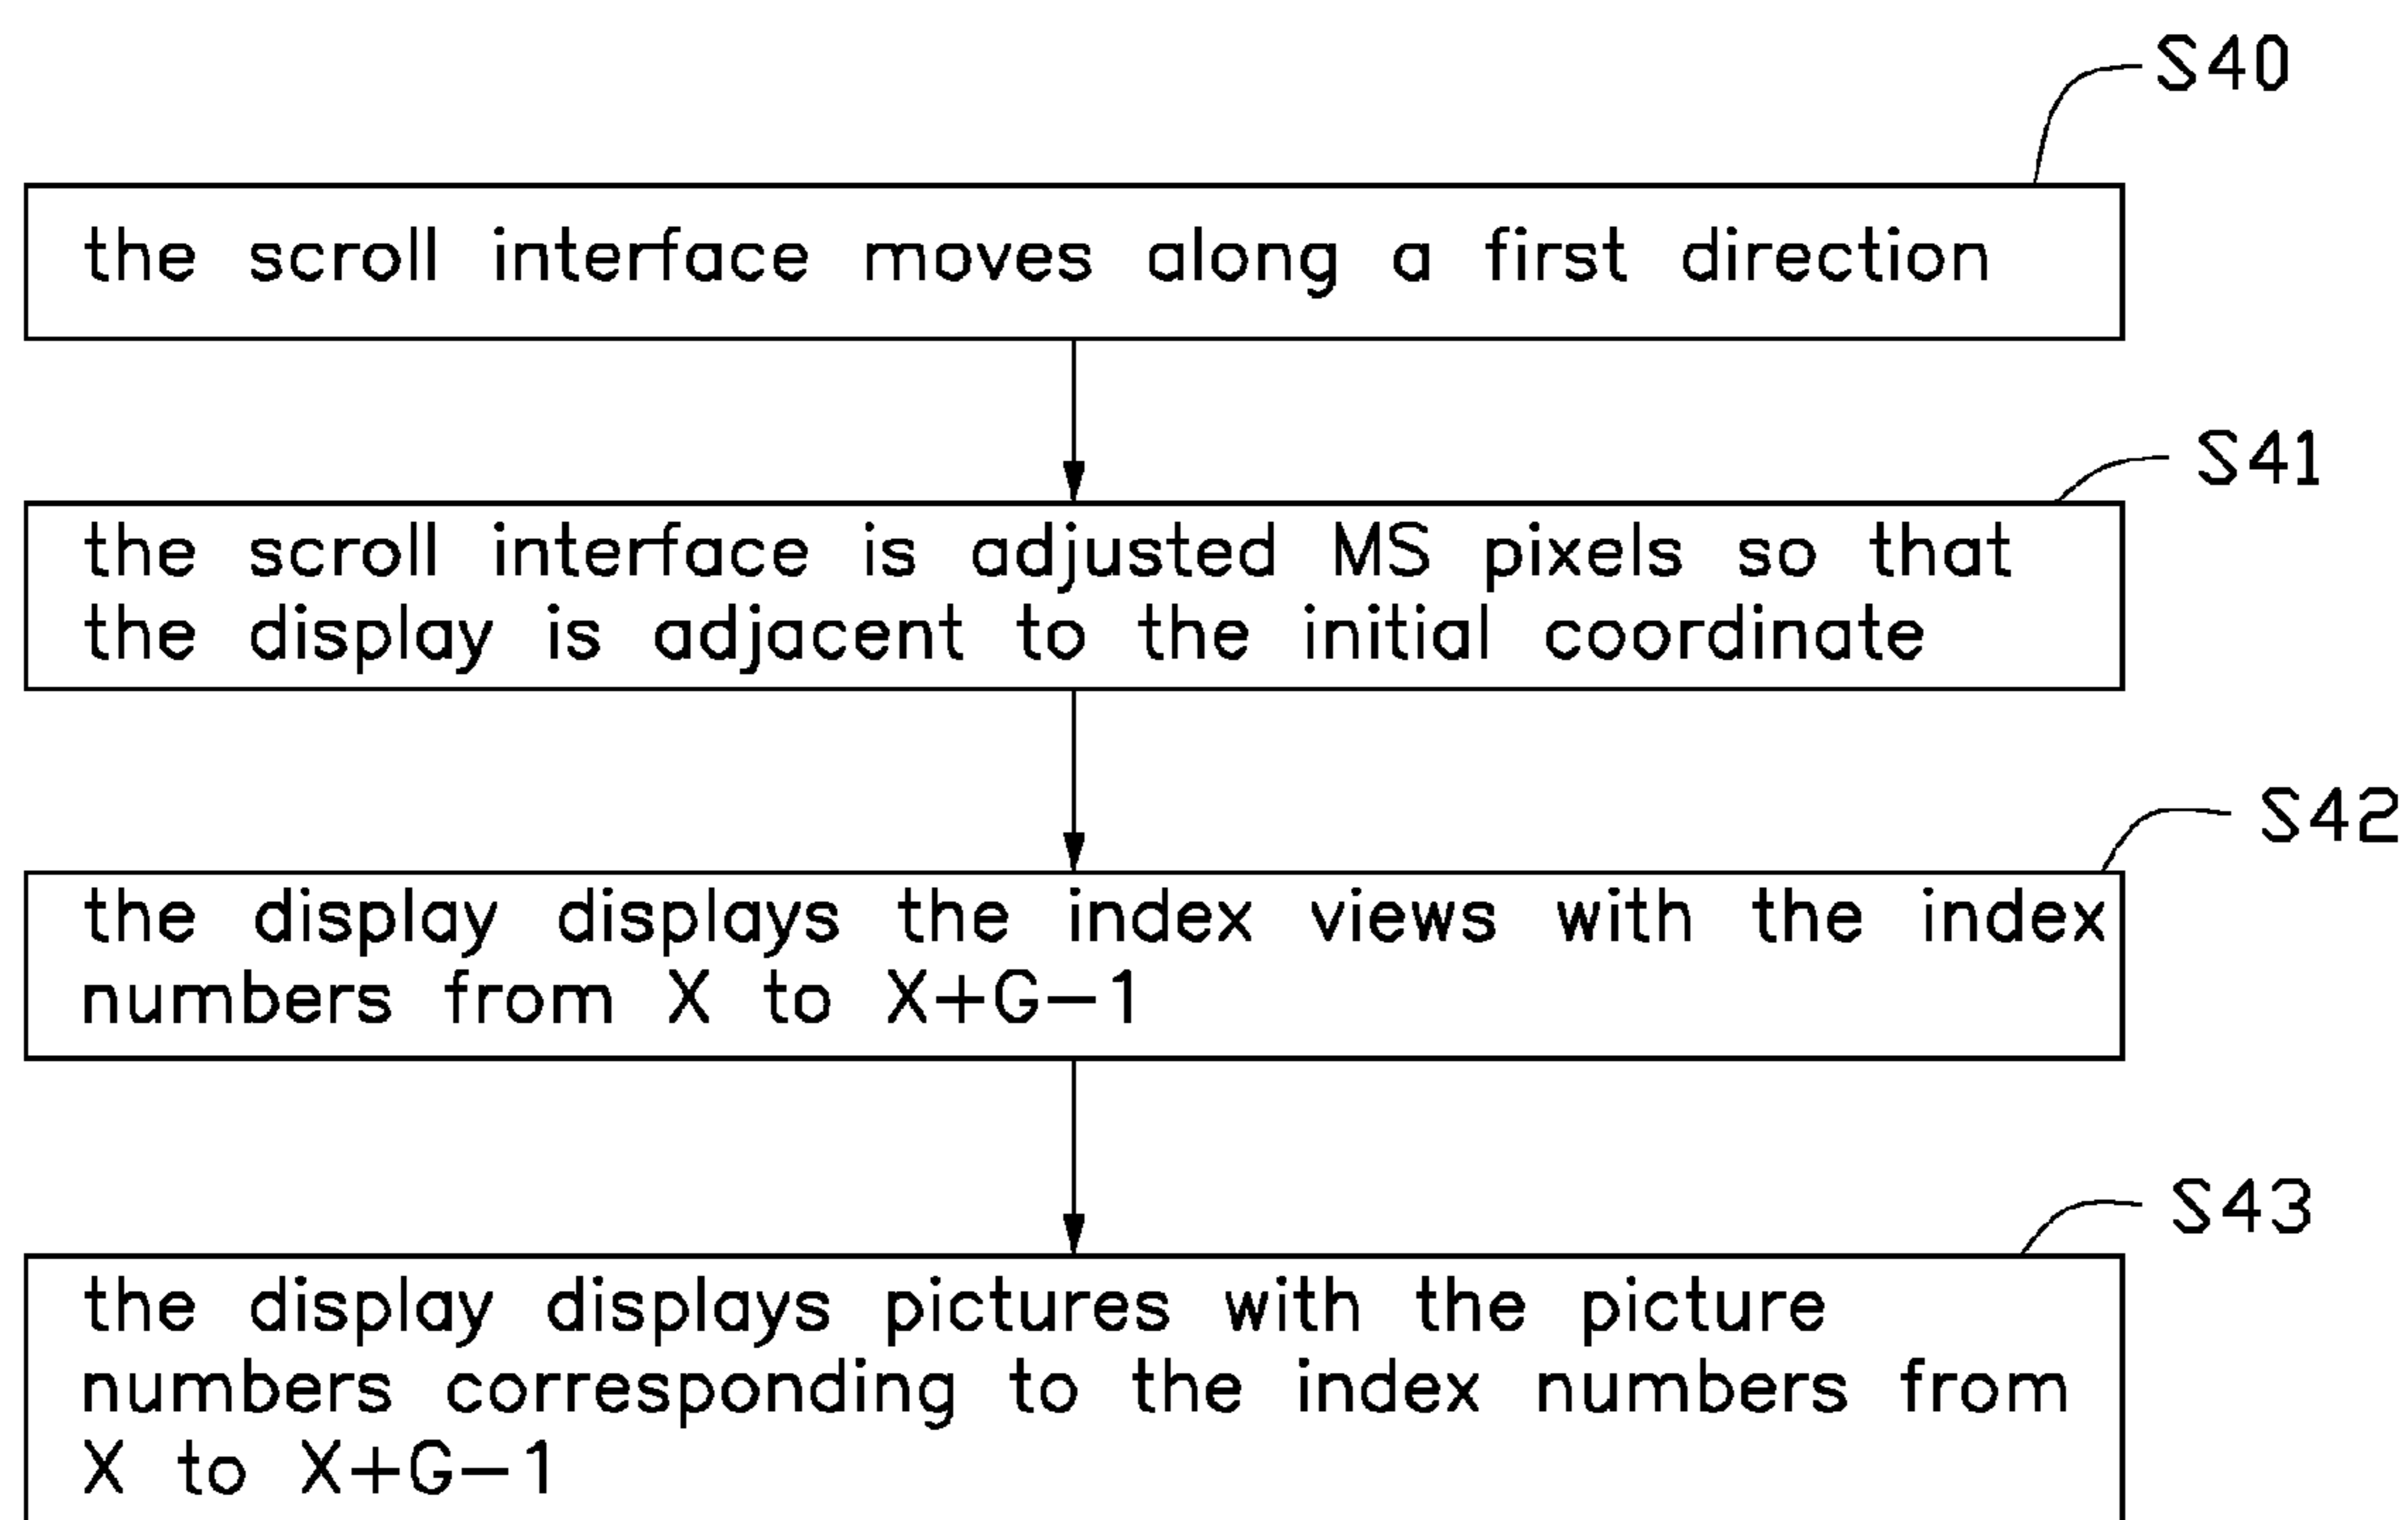 S40
the scroll interface moves along a first direction
S41
the scroll interface is adjusted MS pixels so that
the display is adjacent to the initial coordinate
S42
the display displays the index views with the index
numbers from X to X+G−1
S43
the display displays pictures with the picture
numbers corresponding to the index numbers from
X to X+G−1